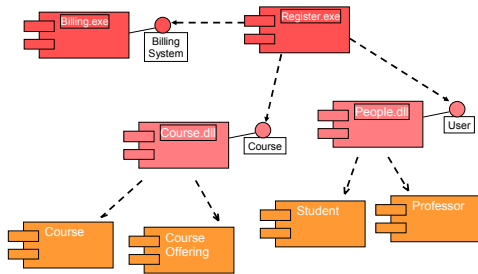 Billing.exe
Register.exe
Billing
System
Course.dll
People.dll
Course
User
Course
Course
Offering
Student
Professor